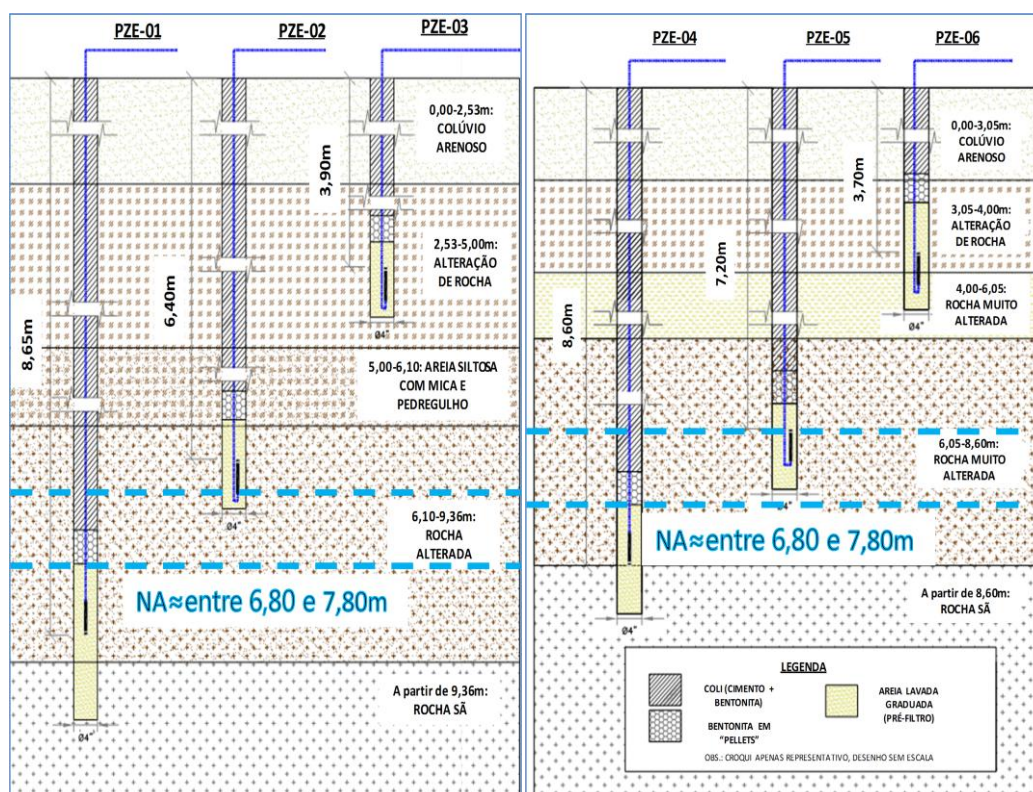 PZE-01
PZE-02
PZE-03
0,00-2,53m:
COLÚVIO
ARENOSO
3,90m
2,53-5,00m:
ALTERAÇÃO
DE ROCHA
6,40m
8,65m
Ø4"
5,00-6,10: AREIA SILTOSA
COM MICA E
PEDREGULHO
Ø4"
6,10-9,36m:
ROCHA
ALTERADA
NA≈entre 6,80 e 7,80m
A partir de 9,36m:
ROCHA SÃ
Ø4"
PZE-04
PZE-05
PZE-06
0,00-3,05m:
COLÚVIO
ARENOSO
3,70m
3,05-4,00m:
ALTERAÇÃO
DE ROCHA
7,20m
4,00-6,05:
ROCHA MUITO
ALTERADA
Ø4"
8,60m
6,05-8,60m:
ROCHA MUITO
ALTERADA
Ø4"
NA≈entre 6,80 e 7,80m
A partir de 8,60m:
ROCHA SÃ
Ø4"
LEGENDA
COLI (CIMENTO +
BENTONITA)
AREIA LAVADA
GRADUADA
(PRÉ-FILTRO)
BENTONITA EM
"PELLETS"
OBS.: CROQUI APENAS REPRESENTATIVO, DESENHO SEM ESCALA